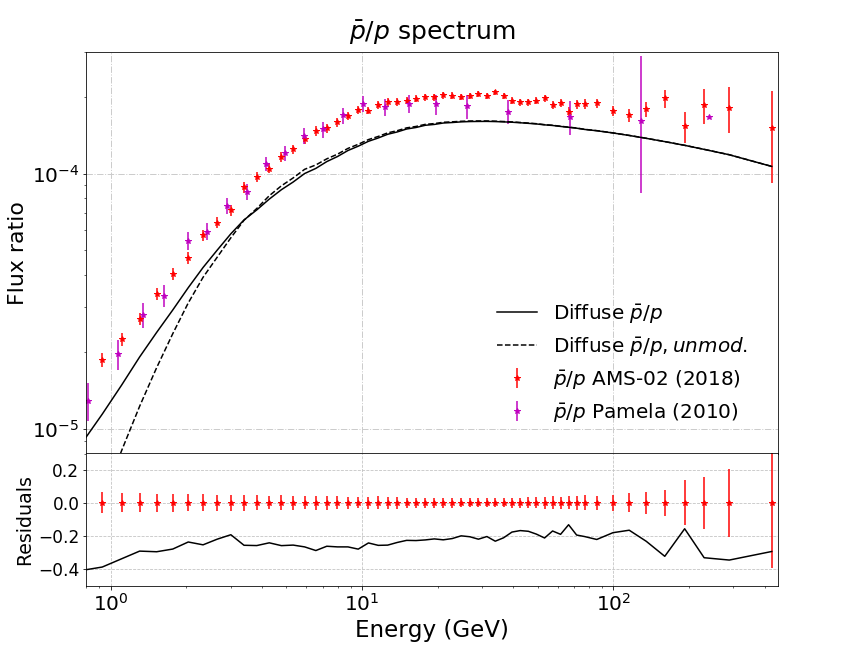 p̄/p spectrum
Flux ratio
10⁻⁴
10⁻⁵
Diffuse p̄/p
Diffuse p̄/p, unmod.
p̄/p AMS-02 (2018)
p̄/p Pamela (2010)
Residuals
0.2
0.0
−0.2
−0.4
10⁰ 10¹ 10²
Energy (GeV)